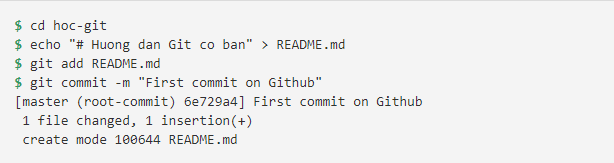 $ cd hoc-git
$ echo "# Huong dan Git co ban" > README.md
$ git add README.md
$ git commit -m "First commit on Github"
[master (root-commit) 6e729a4] First commit on Github
 1 file changed, 1 insertion(+)
 create mode 100644 README.md